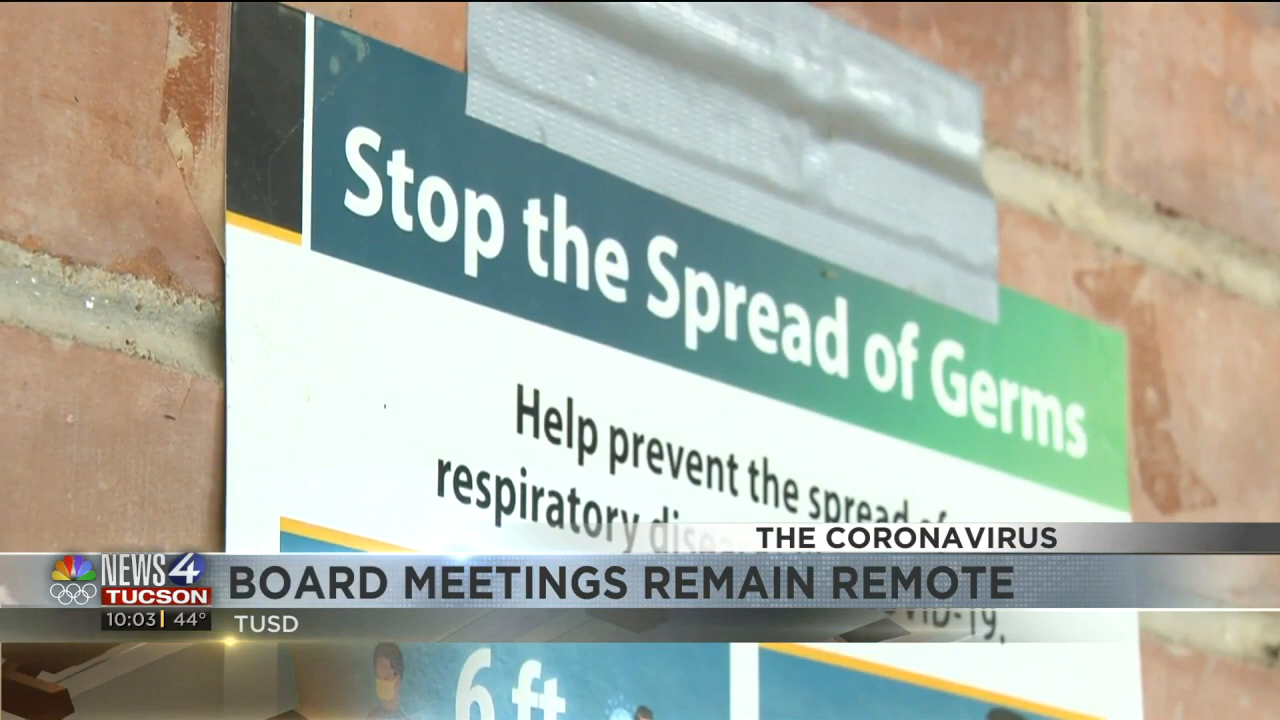 Stop the Spread of Germs
Help prevent the spread of
respiratory
THE CORONAVIRUS
NEWS 4
TUCSON
BOARD MEETINGS REMAIN REMOTE
10:03 44°
TUSD
6 ft